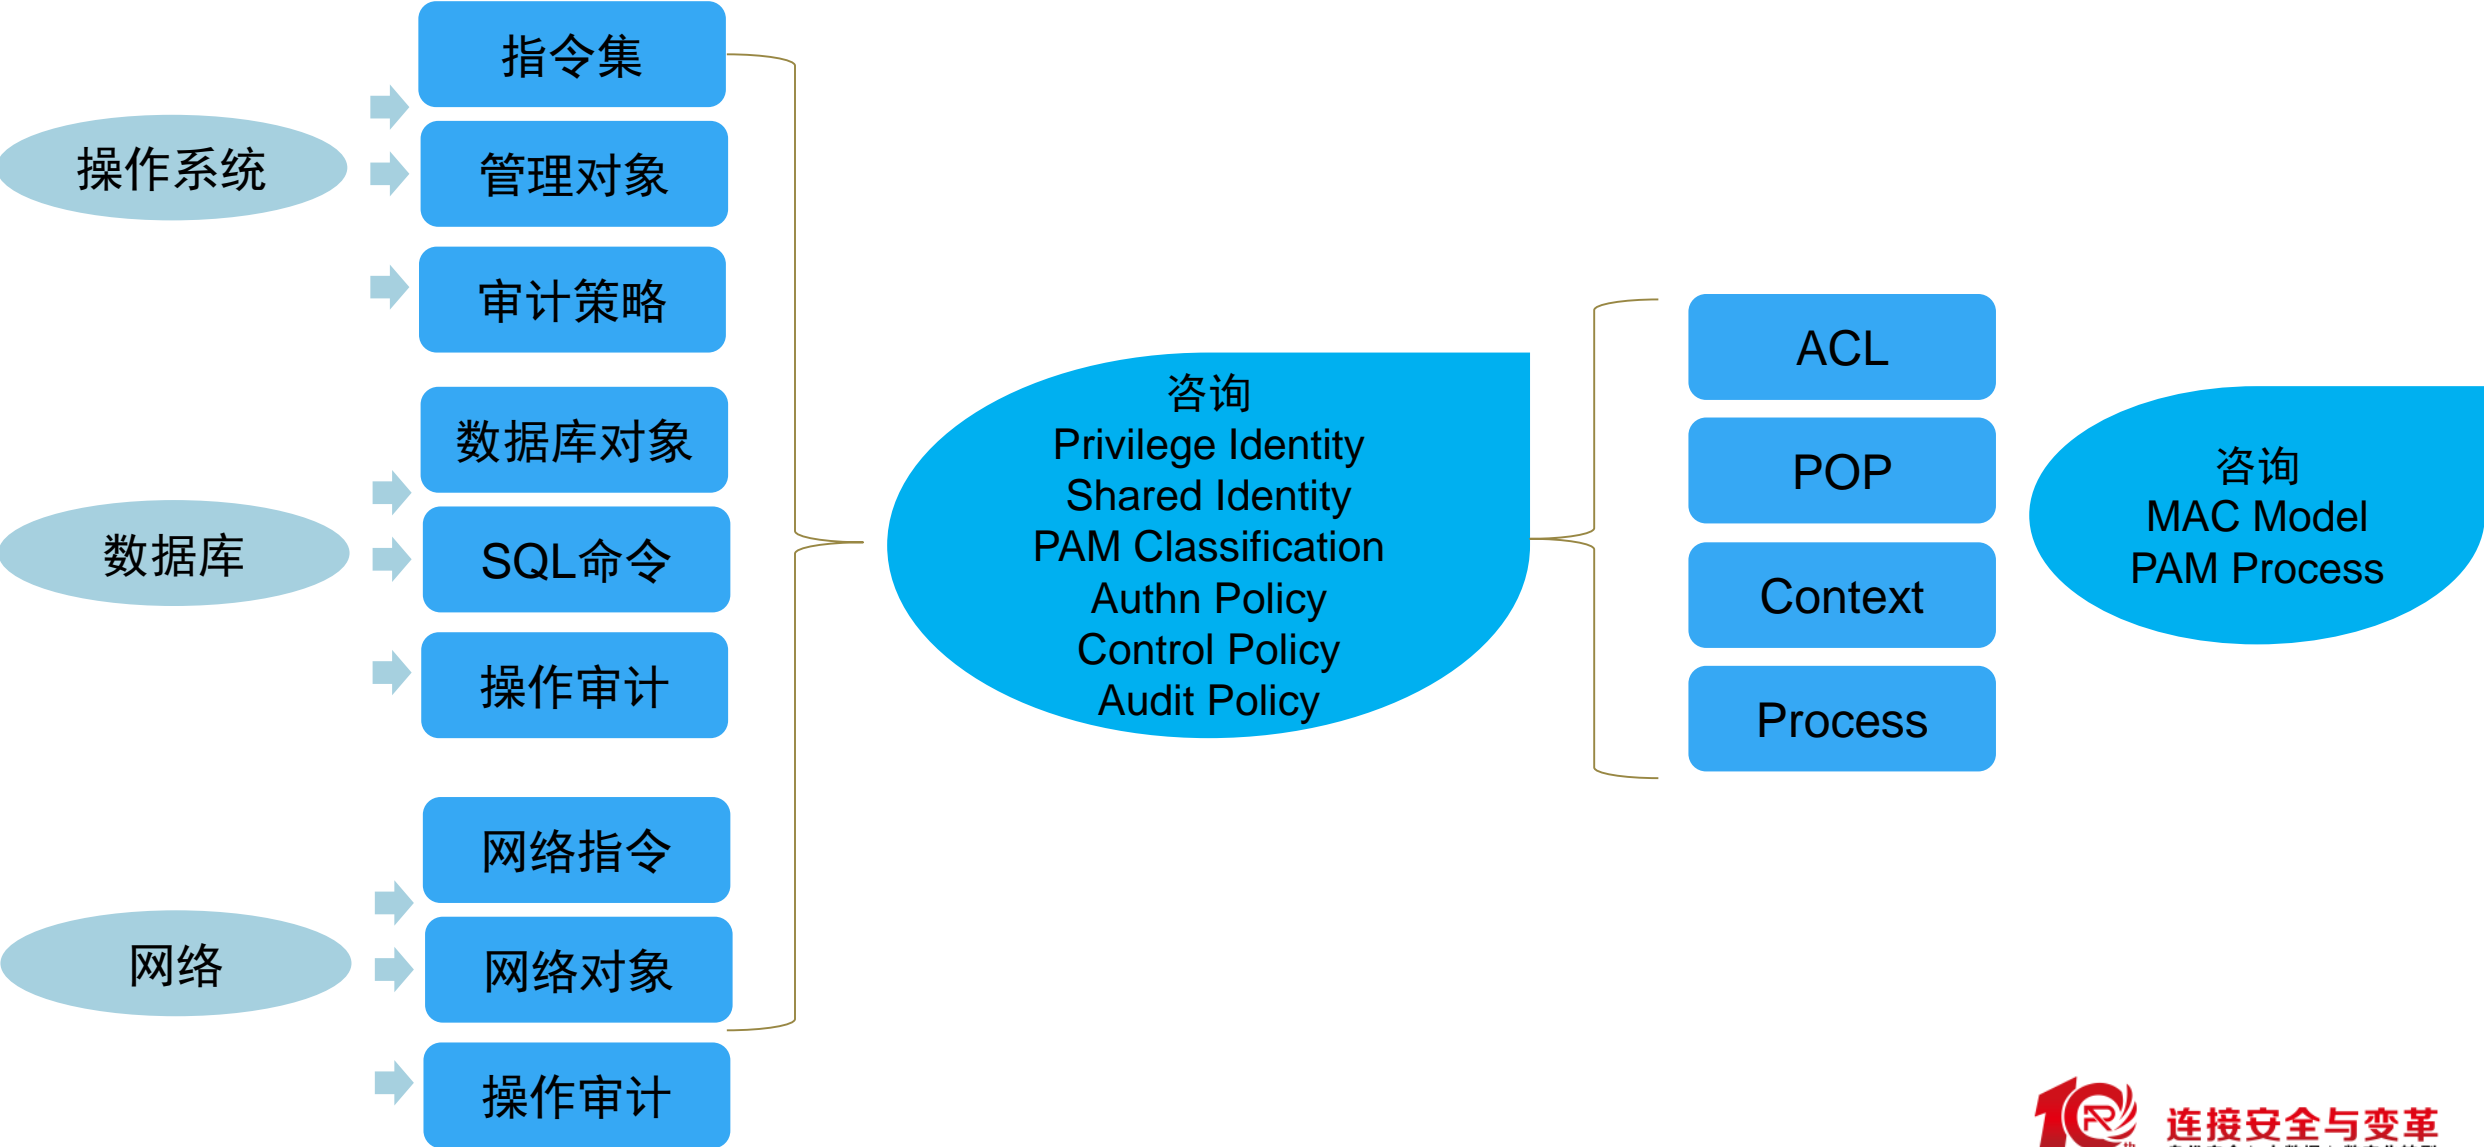 操作系统
指令集
管理对象
审计策略
数据库
数据库对象
SQL命令
操作审计
网络
网络指令
网络对象
操作审计
咨询
Privilege Identity
Shared Identity
PAM Classification
Authn Policy
Control Policy
Audit Policy
ACL
POP
Context
Process
咨询
MAC Model
PAM Process
连接安全与变革